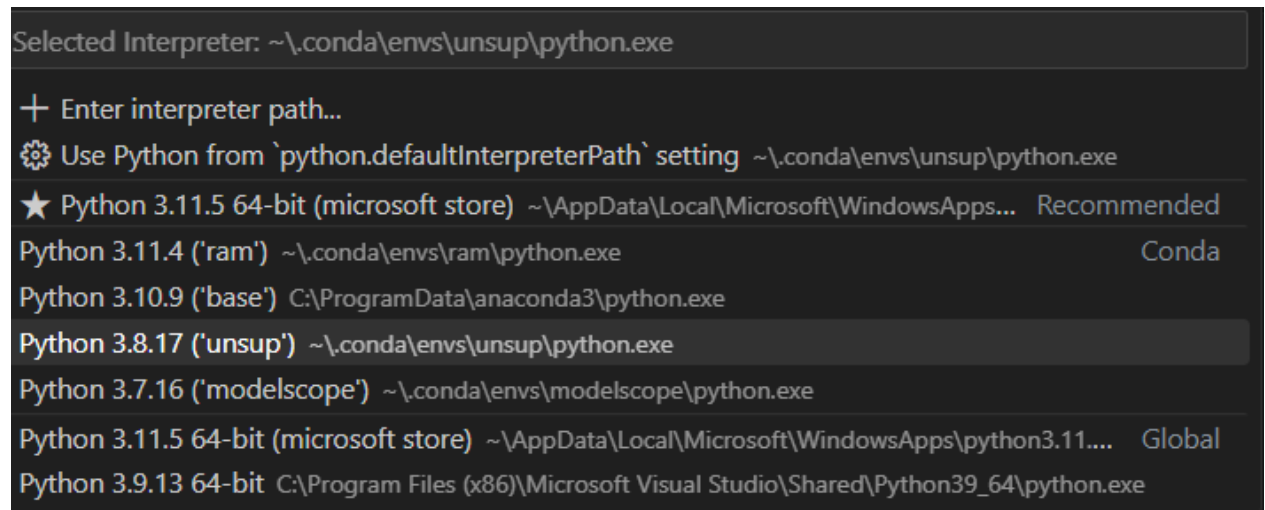 Selected Interpreter: ~\.conda\envs\unsup\python.exe
Enter interpreter path...
Use Python from `python.defaultInterpreterPath` setting ~\.conda\envs\unsup\python.exe
Python 3.11.5 64-bit (microsoft store) ~\AppData\Local\Microsoft\WindowsApps... Recommended
Python 3.11.4 ('ram') ~\.conda\envs\ram\python.exe Conda
Python 3.10.9 ('base') C:\ProgramData\anaconda3\python.exe
Python 3.8.17 ('unsup') ~\.conda\envs\unsup\python.exe
Python 3.7.16 ('modelscope') ~\.conda\envs\modelscope\python.exe
Python 3.11.5 64-bit (microsoft store) ~\AppData\Local\Microsoft\WindowsApps\python3.11.... Global
Python 3.9.13 64-bit C:\Program Files (x86)\Microsoft Visual Studio\Shared\Python39_64\python.exe